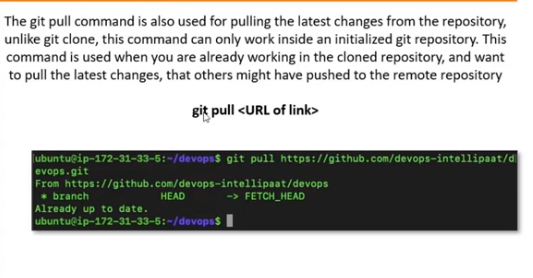 The git pull command is also used for pulling the latest changes from the repository,
unlike git clone, this command can only work inside an initialized git repository. This
command is used when you are already working in the cloned repository, and want
to pull the latest changes, that others might have pushed to the remote repository
git pull <URL of link>
ubuntu@ip-172-31-33-5:~/devops$ git pull https://github.com/devops-intellipaat/d
evops.git
From https://github.com/devops-intellipaat/devops
* branch HEAD -> FETCH_HEAD
Already up to date.
ubuntu@ip-172-31-33-5:~/devops$